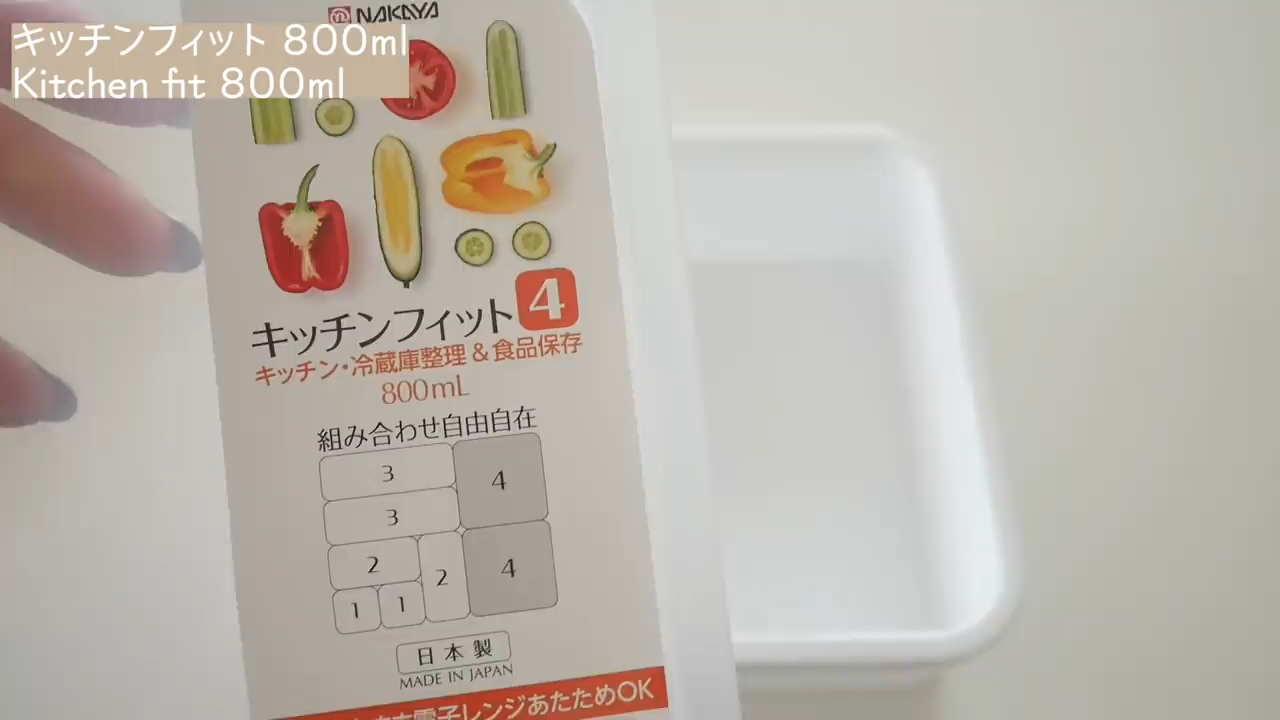 キッチンフィット 800ml
Kitchen fit 800ml
NAKAYA
キッチンフィット 4
キッチン・冷蔵庫整理 & 食品保存
800mL
組み合わせ自由自在
3
4
3
2
2
4
1
1
日本製
MADE IN JAPAN
電子レンジあたためOK